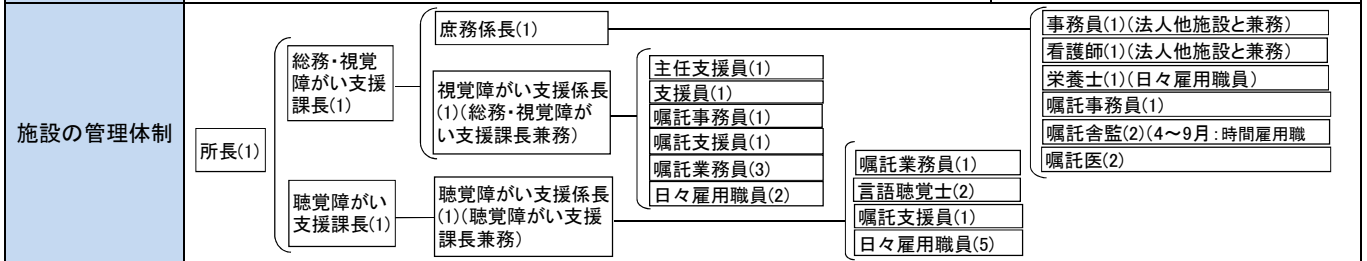 施設の管理体制
所長(1)
総務・視覚
障がい支援
課長(1)
庶務係長(1)
視覚障がい支援係長
(1)(総務・視覚障が
い支援課長兼務)
主任支援員(1)
支援員(1)
嘱託事務員(1)
嘱託支援員(1)
嘱託業務員(3)
日々雇用職員(2)
事務員(1)(法人他施設と兼務)
看護師(1)(法人他施設と兼務)
栄養士(1)(日々雇用職員)
嘱託事務員(1)
嘱託舎監(2)(4～9月:時間雇用職
嘱託医(2)
聴覚障がい
支援課長(1)
聴覚障がい支援係長
(1)(聴覚障がい支援
課長兼務)
嘱託業務員(1)
言語聴覚士(2)
嘱託支援員(1)
日々雇用職員(5)